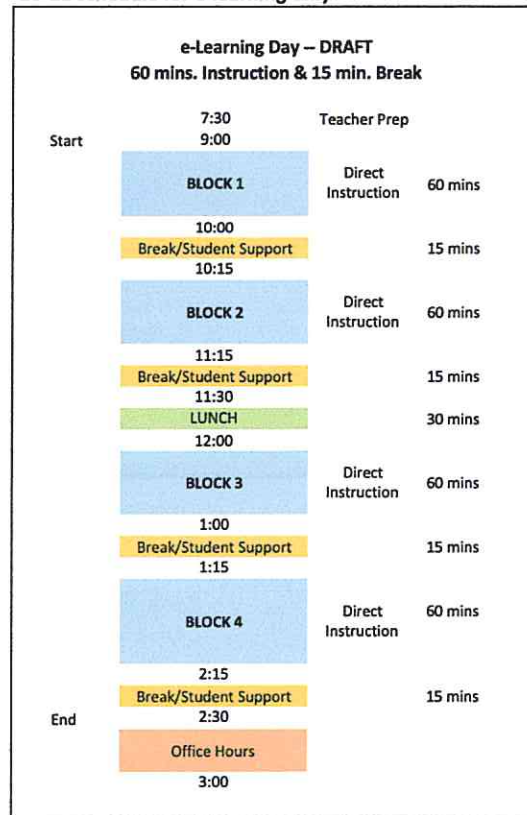 e-Learning Day – DRAFT
60 mins. Instruction & 15 min. Break
7:30 Teacher Prep
Start 9:00
BLOCK 1 Direct Instruction 60 mins
10:00
Break/Student Support 15 mins
10:15
BLOCK 2 Direct Instruction 60 mins
11:15
Break/Student Support 15 mins
11:30
LUNCH 30 mins
12:00
BLOCK 3 Direct Instruction 60 mins
1:00
Break/Student Support 15 mins
1:15
BLOCK 4 Direct Instruction 60 mins
2:15
Break/Student Support 15 mins
End 2:30
Office Hours
3:00